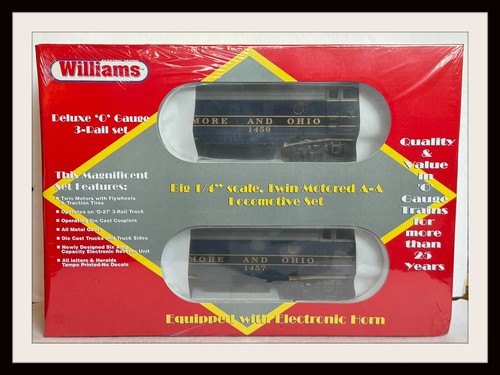 Williams
Deluxe "O" Gauge
3-Rail set
MORE AND OHIO
1459
This Magnificent
Set Features:
Twin Motors with Flywheels
& Traction Tires
Operates on "O-27" 3-Rail Track
Operating Die Cast Couplers
All Metal Gears
Die Cast Trucks and Truck Sides
Newly Designed Six Amp
Capacity Electronic Reverse Unit
All letters & Heralds
Tampo Printed-No Decals
Big 1/4" scale, Twin Motored A-A
Locomotive Set
Quality
&
Value
in
"O"
Gauge
Trains
for
more
than
25
Years
MORE AND OHIO
1457
Equipped with Electronic Horn